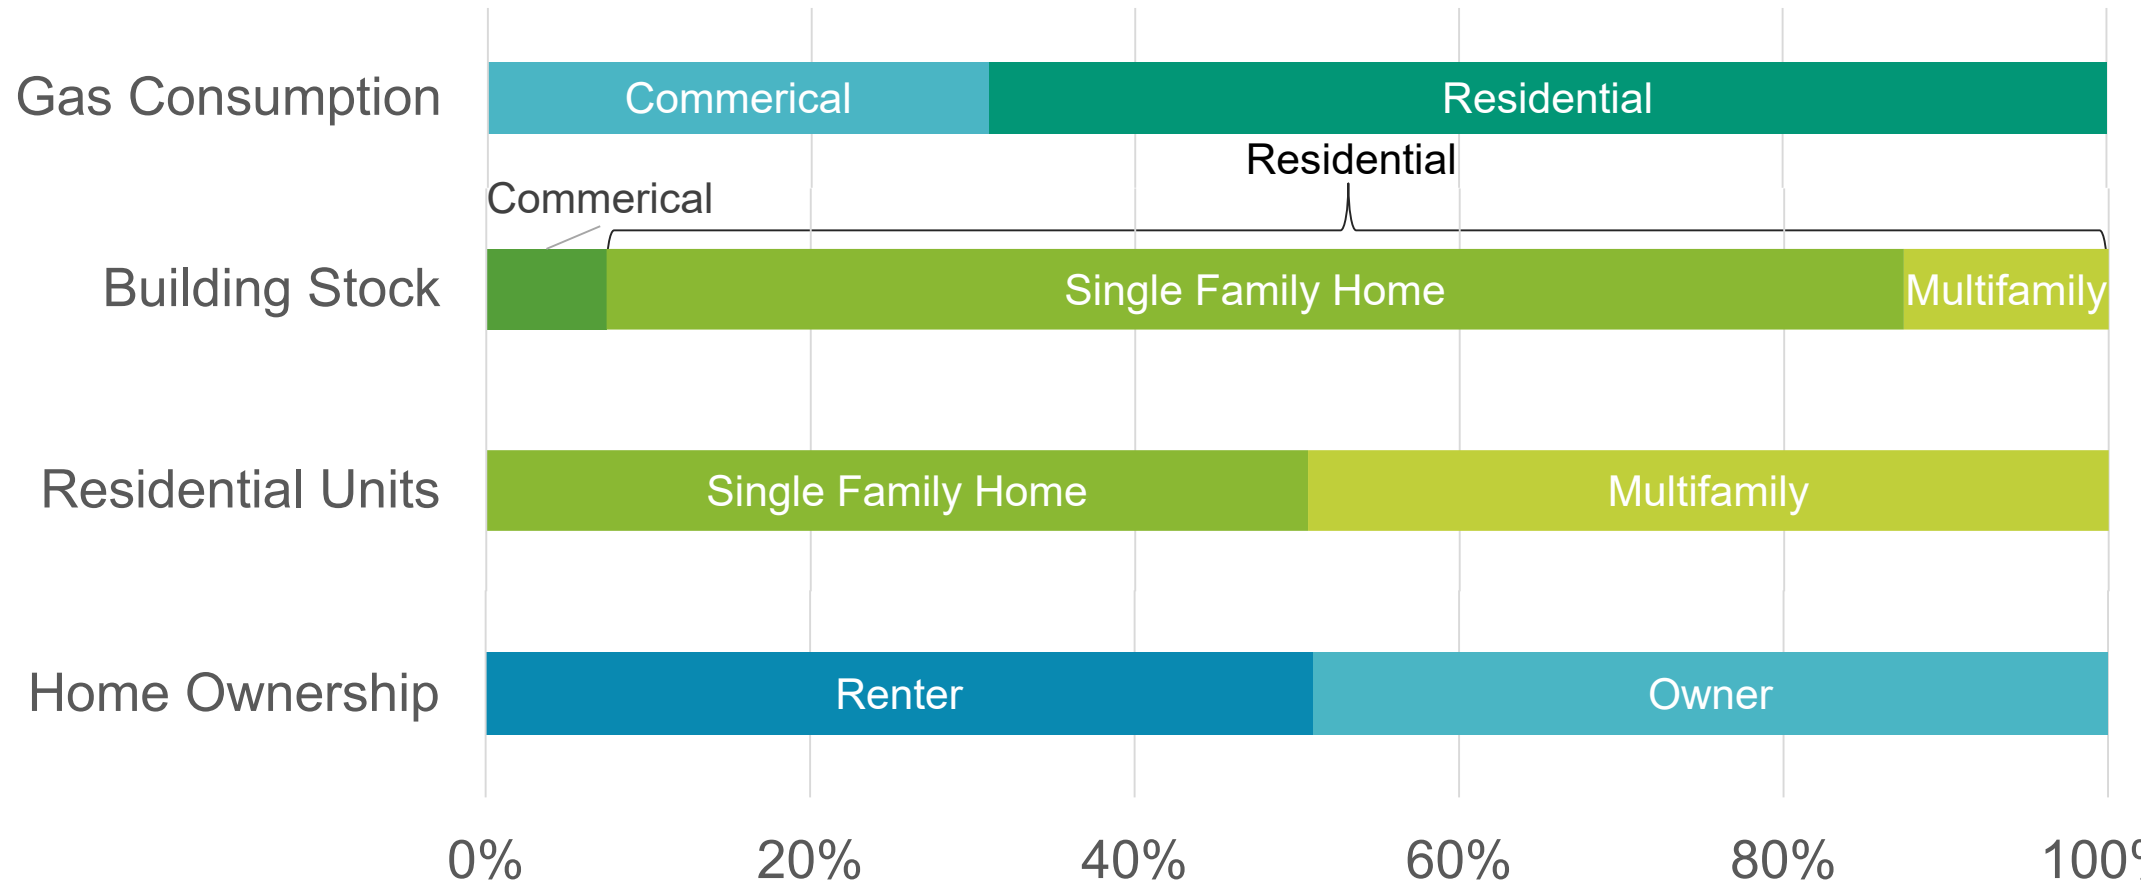 Gas Consumption
Commerical
Residential
Residential
Commerical
Building Stock
Single Family Home
Multifamily
Residential Units
Single Family Home
Multifamily
Home Ownership
Renter
Owner
0% 20% 40% 60% 80% 100%